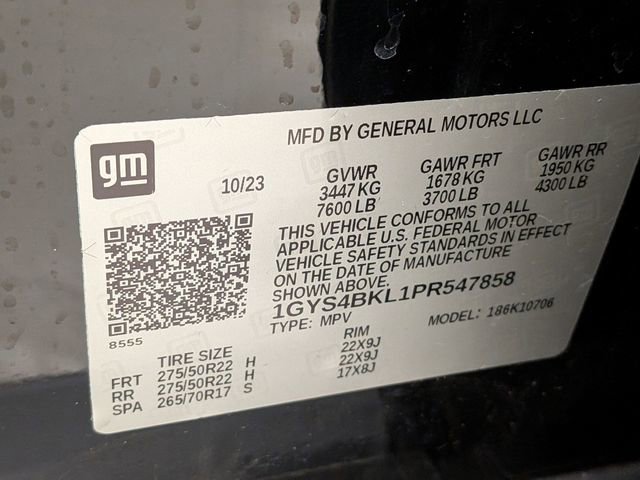 MFD BY GENERAL MOTORS LLC
gm
10/23
GVWR GAWR FRT GAWR RR
3447 KG 1678 KG 1950 KG
7600 LB 3700 LB 4300 LB
THIS VEHICLE CONFORMS TO ALL
APPLICABLE U.S. FEDERAL MOTOR
VEHICLE SAFETY STANDARDS IN EFFECT
ON THE DATE OF MANUFACTURE
SHOWN ABOVE.
1GYS4BKL1PR547858
TYPE: MPV MODEL: 186K10706
8555
TIRE SIZE RIM
FRT 275/50R22 H 22X9J
RR 275/50R22 H 22X9J
SPA 265/70R17 S 17X8J